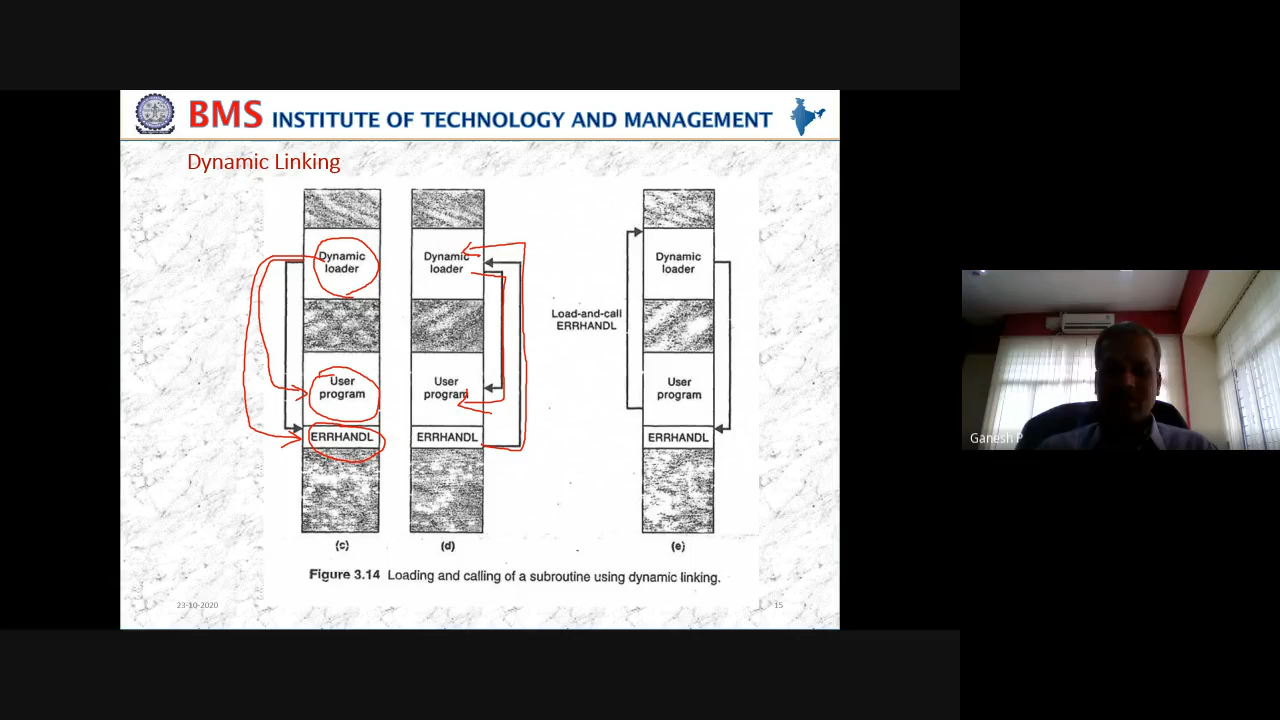 BMS INSTITUTE OF TECHNOLOGY AND MANAGEMENT
Dynamic Linking
Dynamic
loader
User
program
ERRHANDL
(c)
Dynamic
loader
User
program
ERRHANDL
(d)
Load-and-call
ERRHANDL
Dynamic
loader
User
program
ERRHANDL
(e)
Figure 3.14 Loading and calling of a subroutine using dynamic linking.
23-10-2020
15
Ganesh P